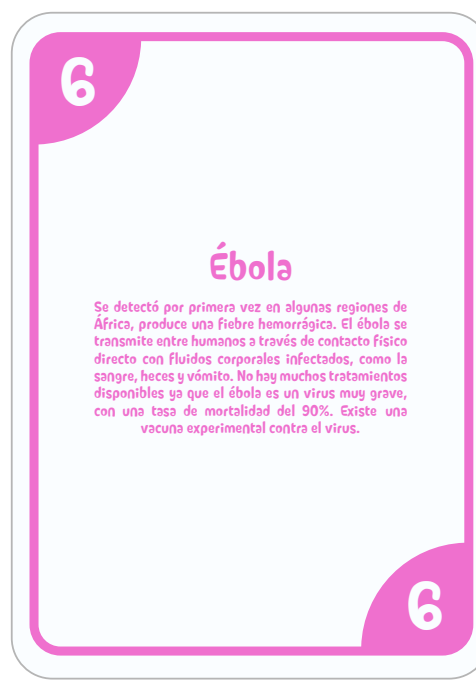 6
Ébola
Se detectó por primera vez en algunas regiones de
África, produce una fiebre hemorrágica. El ébola se
transmite entre humanos a través de contacto físico
directo con fluidos corporales infectados, como la
sangre, heces y vómito. No hay muchos tratamientos
disponibles ya que el ébola es un virus muy grave,
con una tasa de mortalidad del 90%. Existe una
vacuna experimental contra el virus.
6